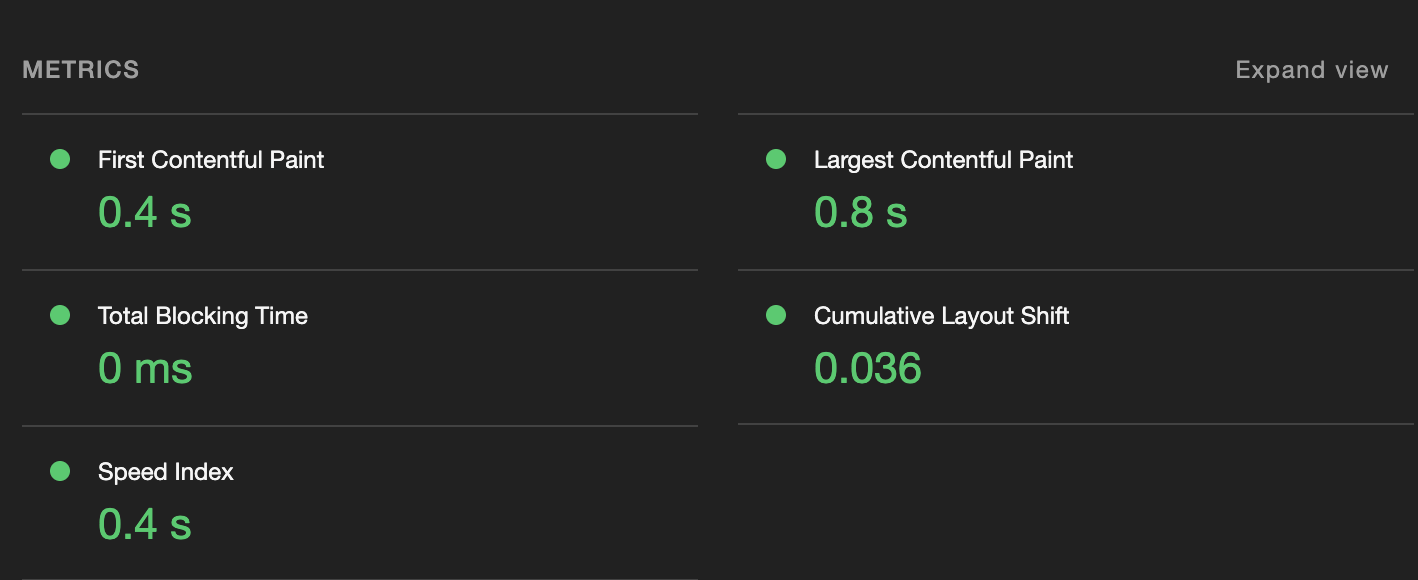 METRICS
Expand view
First Contentful Paint
0.4 s
Largest Contentful Paint
0.8 s
Total Blocking Time
0 ms
Cumulative Layout Shift
0.036
Speed Index
0.4 s